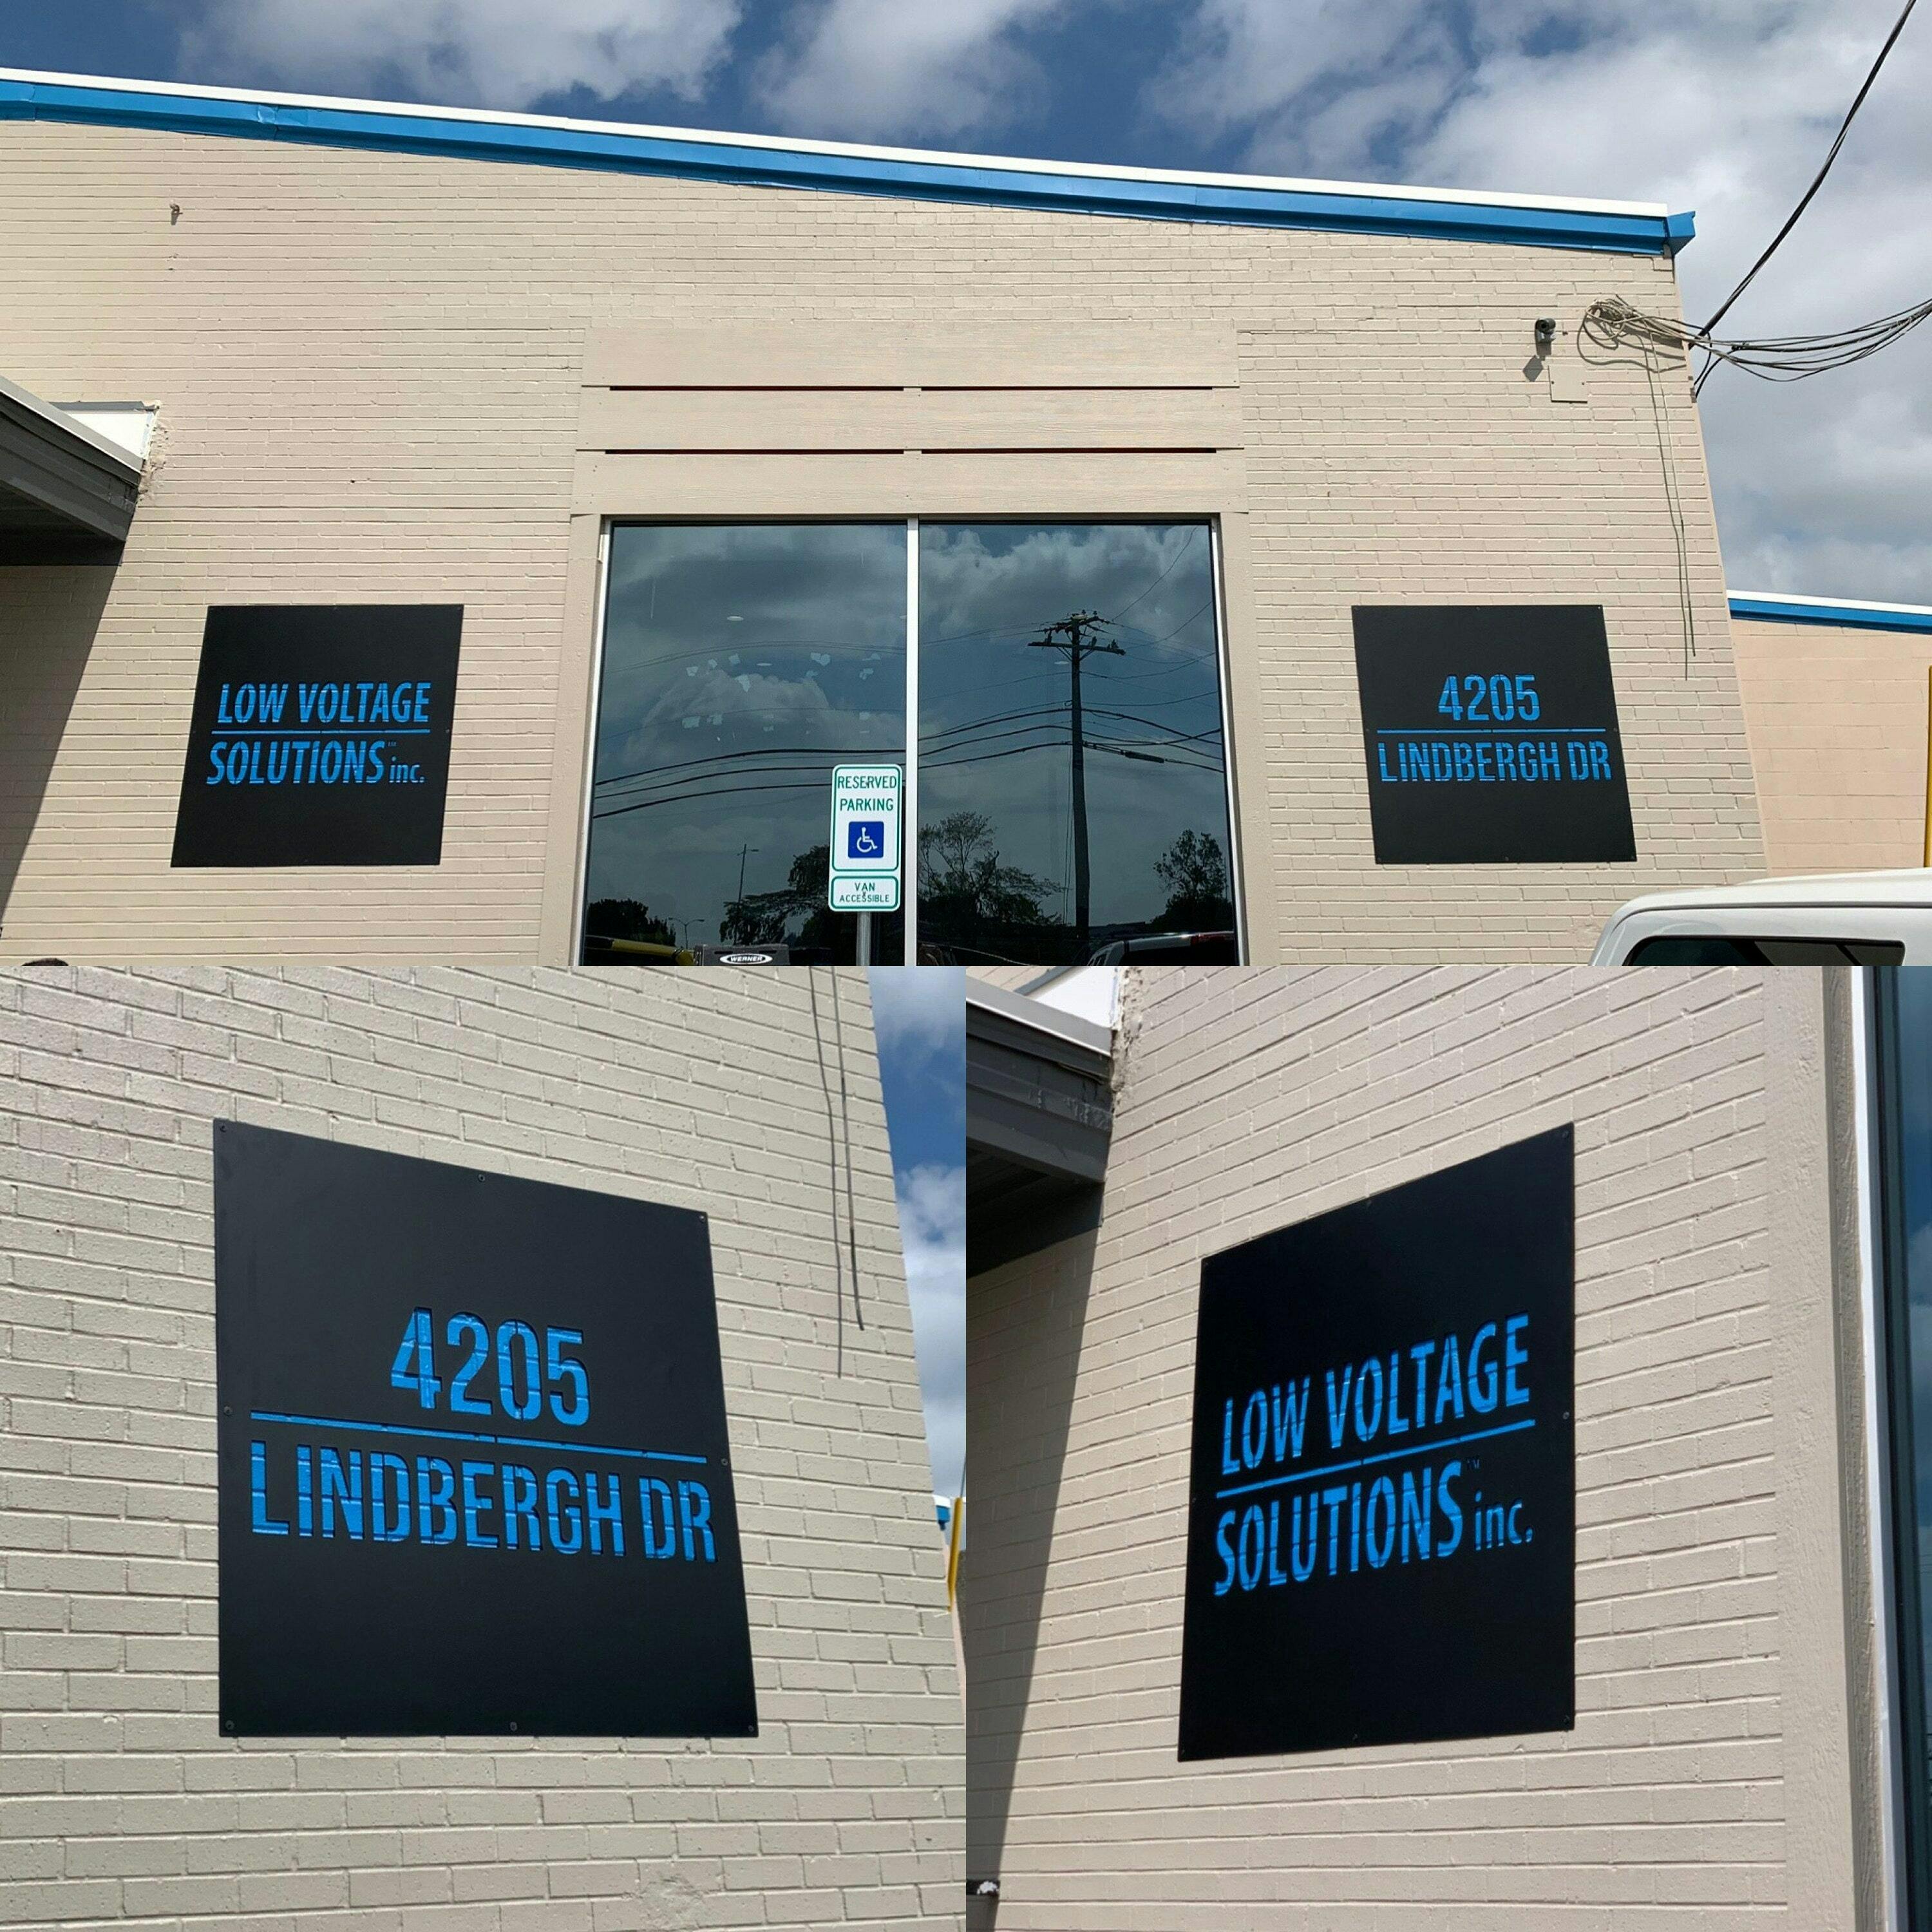 LOW VOLTAGE
SOLUTIONS™ inc.
RESERVED
PARKING
VAN
ACCESSIBLE
WERNER
4205
LINDBERGH DR
4205
LINDBERGH DR
LOW VOLTAGE
SOLUTIONS™ inc.